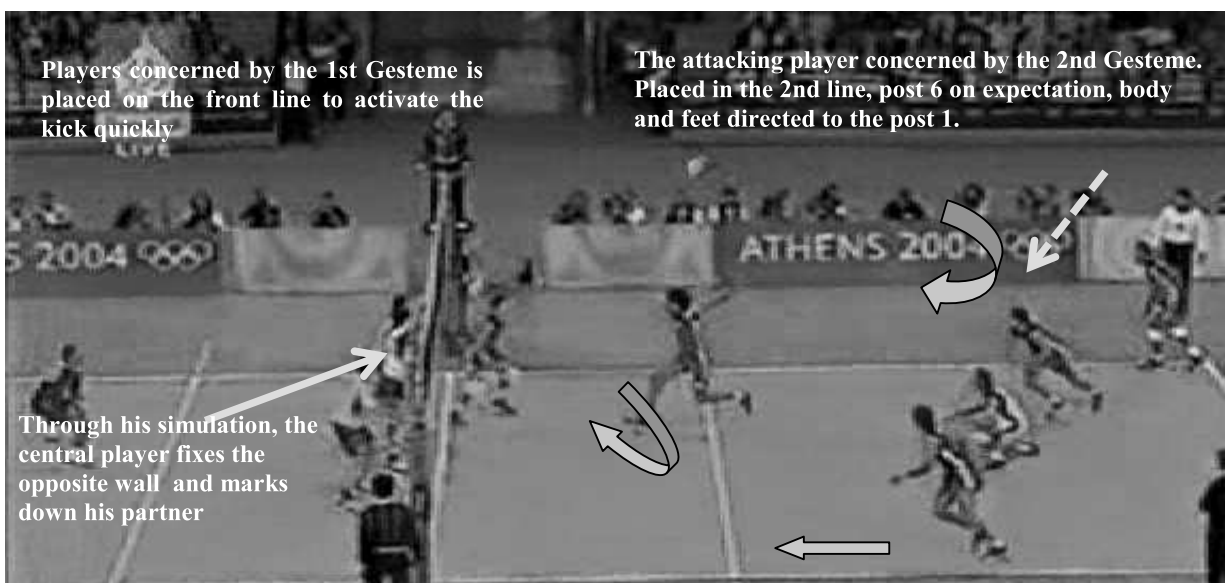 Players concerned by the 1st Gesteme is
placed on the front line to activate the
kick quickly
LIVE
The attacking player concerned by the 2nd Gesteme.
Placed in the 2nd line, post 6 on expectation, body
and feet directed to the post 1.
S 2004
ATHENS 2004
Through his simulation, the
central player fixes the
opposite wall and marks
down his partner